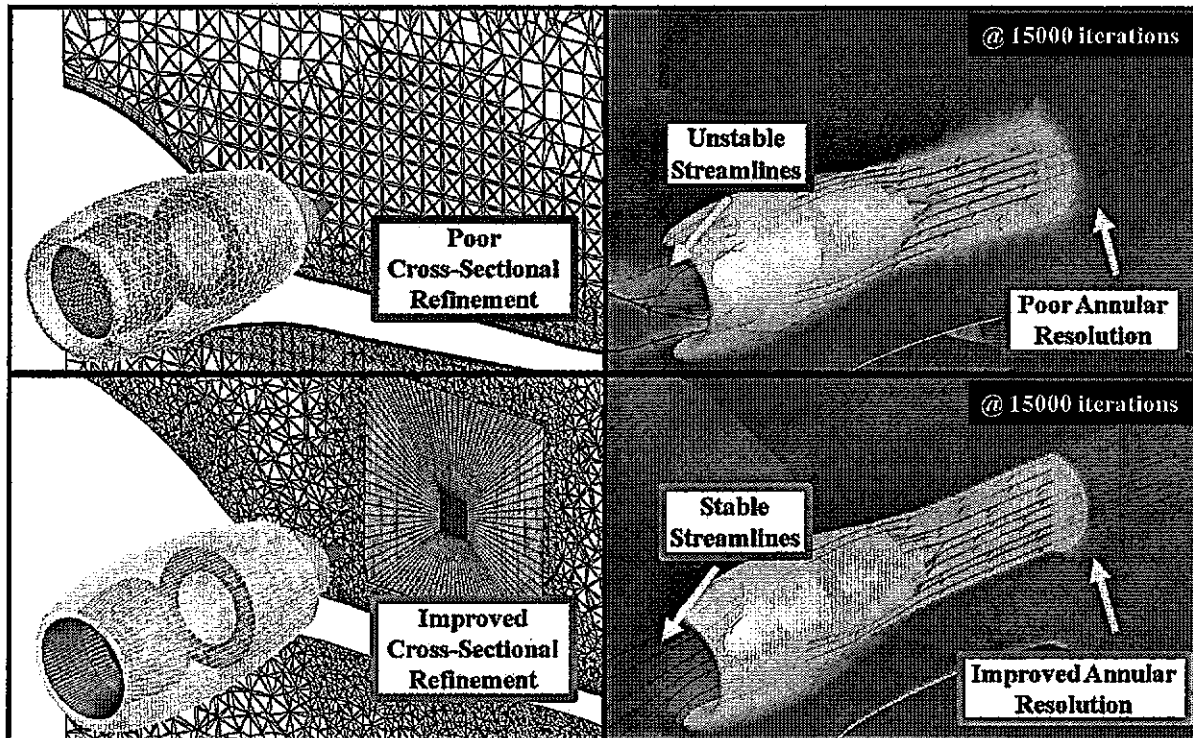 @ 15000 iterations
Unstable
Streamlines
Poor
Cross-Sectional
Refinement
Poor Annular
Resolution
@ 15000 iterations
Stable
Streamlines
Improved
Cross-Sectional
Refinement
Improved Annular
Resolution